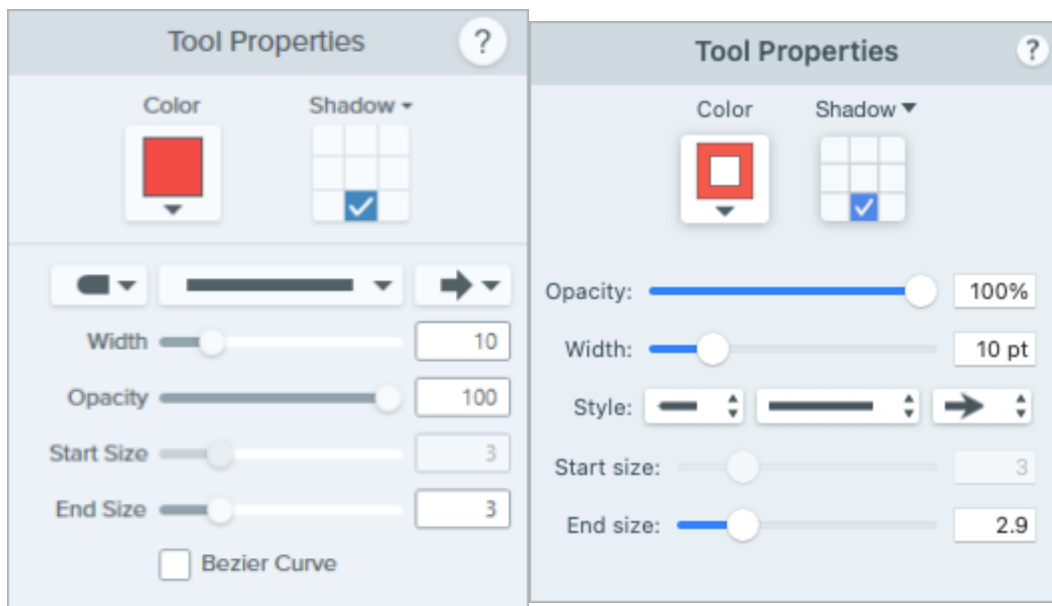 Tool Properties ?
Color Shadow
Width 10
Opacity 100
Start Size 3
End Size 3
Bezier Curve
Tool Properties ?
Color Shadow
Opacity: 100%
Width: 10 pt
Style:
Start size: 3
End size: 2.9